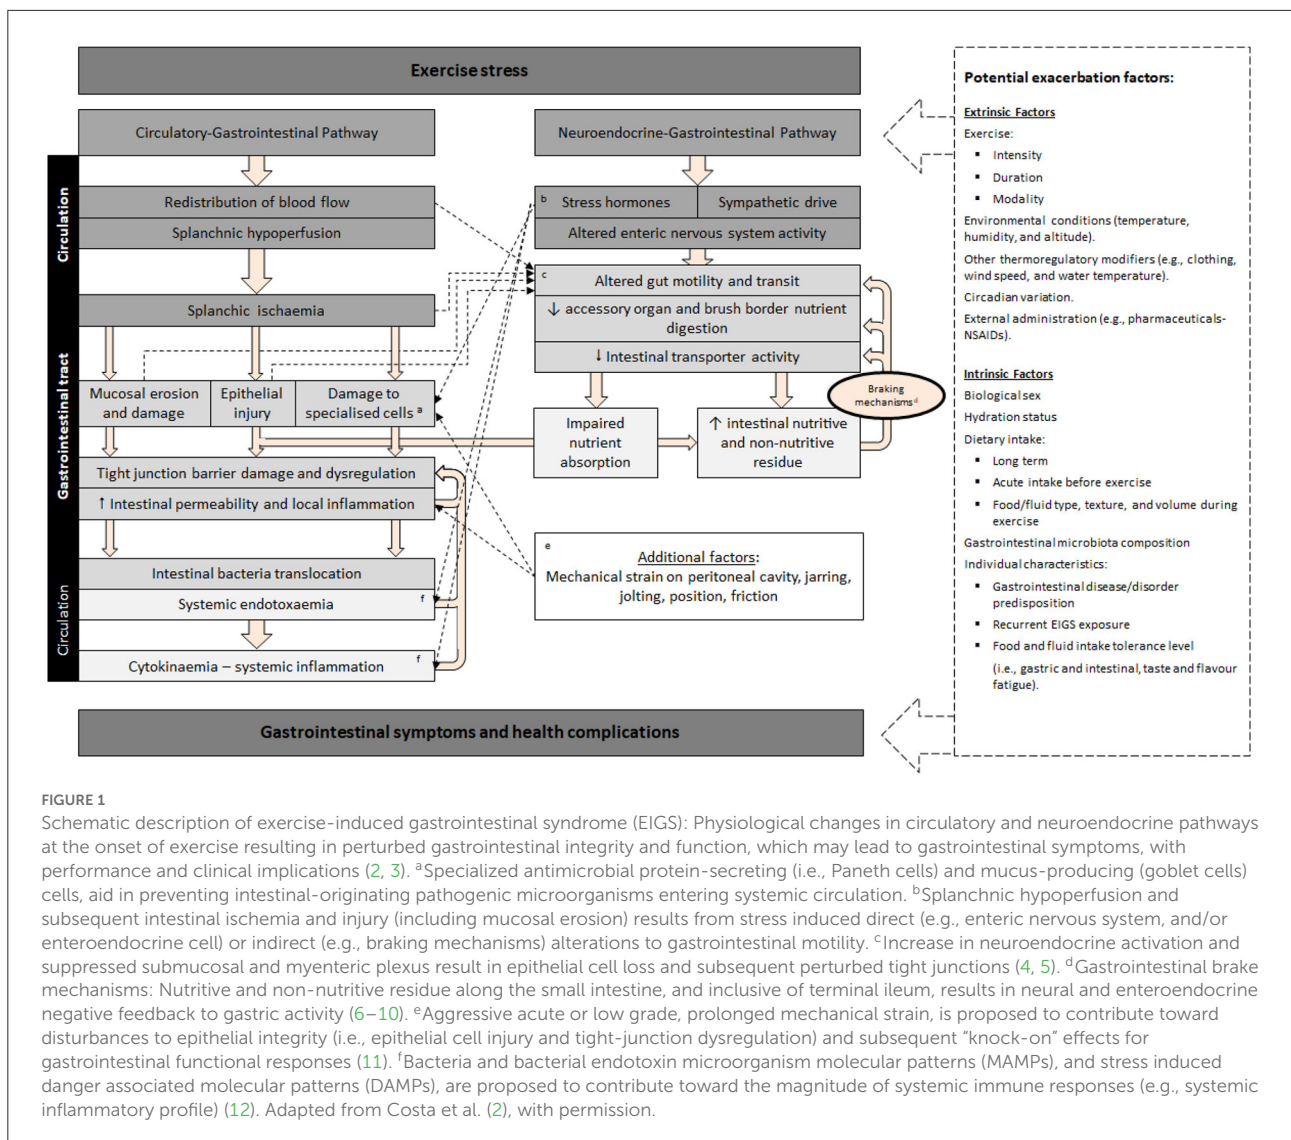 Exercise stress
Circulatory-Gastrointestinal Pathway
Neuroendocrine-Gastrointestinal Pathway
Circulation
Redistribution of blood flow
Splanchnic hypoperfusion
b Stress hormones
Sympathetic drive
Altered enteric nervous system activity
c Altered gut motility and transit
↓ accessory organ and brush border nutrient
digestion
↓ Intestinal transporter activity
Splanchic ischaemia
Gastrointestinal tract
Mucosal erosion
and damage
Epithelial
injury
Damage to
specialised cells a
Impaired
nutrient
absorption
↑ intestinal nutritive
and non-nutritive
residue
Braking
mechanisms d
Tight junction barrier damage and dysregulation
↑ Intestinal permeability and local inflammation
Circulation
Intestinal bacteria translocation
Systemic endotoxaemia f
Cytokinaemia – systemic inflammation f
e
Additional factors:
Mechanical strain on peritoneal cavity, jarring,
jolting, position, friction
Gastrointestinal symptoms and health complications
Potential exacerbation factors:
Extrinsic Factors
Exercise:
▪ Intensity
▪ Duration
▪ Modality
Environmental conditions (temperature,
humidity, and altitude).
Other thermoregulatory modifiers (e.g., clothing,
wind speed, and water temperature).
Circadian variation.
External administration (e.g., pharmaceuticals-
NSAIDs).
Intrinsic Factors
Biological sex
Hydration status
Dietary intake:
▪ Long term
▪ Acute intake before exercise
▪ Food/fluid type, texture, and volume during
exercise
Gastrointestinal microbiota composition
Individual characteristics:
▪ Gastrointestinal disease/disorder
predisposition
▪ Recurrent EIGS exposure
▪ Food and fluid intake tolerance level
(i.e., gastric and intestinal, taste and flavour
fatigue).
FIGURE 1
Schematic description of exercise-induced gastrointestinal syndrome (EIGS): Physiological changes in circulatory and neuroendocrine pathways
at the onset of exercise resulting in perturbed gastrointestinal integrity and function, which may lead to gastrointestinal symptoms, with
performance and clinical implications (2, 3). aSpecialized antimicrobial protein-secreting (i.e., Paneth cells) and mucus-producing (goblet cells)
cells, aid in preventing intestinal-originating pathogenic microorganisms entering systemic circulation. bSplanchnic hypoperfusion and
subsequent intestinal ischemia and injury (including mucosal erosion) results from stress induced direct (e.g., enteric nervous system, and/or
enteroendocrine cell) or indirect (e.g., braking mechanisms) alterations to gastrointestinal motility. cIncrease in neuroendocrine activation and
suppressed submucosal and myenteric plexus result in epithelial cell loss and subsequent perturbed tight junctions (4, 5). dGastrointestinal brake
mechanisms: Nutritive and non-nutritive residue along the small intestine, and inclusive of terminal ileum, results in neural and enteroendocrine
negative feedback to gastric activity (6–10). eAggressive acute or low grade, prolonged mechanical strain, is proposed to contribute toward
disturbances to epithelial integrity (i.e., epithelial cell injury and tight-junction dysregulation) and subsequent “knock-on” effects for
gastrointestinal functional responses (11). fBacteria and bacterial endotoxin microorganism molecular patterns (MAMPs), and stress induced
danger associated molecular patterns (DAMPs), are proposed to contribute toward the magnitude of systemic immune responses (e.g., systemic
inflammatory profile) (12). Adapted from Costa et al. (2), with permission.